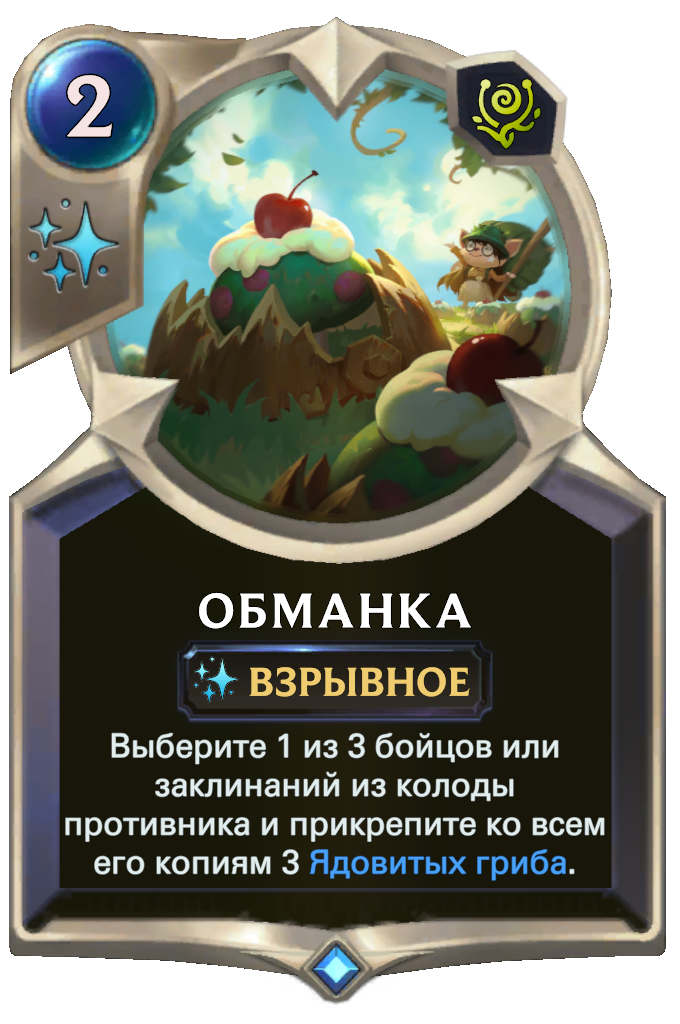 2
ОБМАНКА
ВЗРЫВНОЕ
Выберите 1 из 3 бойцов или
заклинаний из колоды
противника и прикрепите ко всем
его копиям 3 Ядовитых гриба.